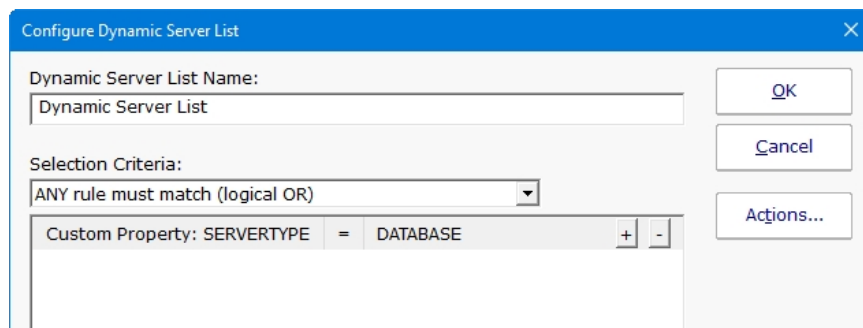 Configure Dynamic Server List
Dynamic Server List Name:
Dynamic Server List
OK
Cancel
Selection Criteria:
ANY rule must match (logical OR)
Actions...
Custom Property: SERVERTYPE = DATABASE + -